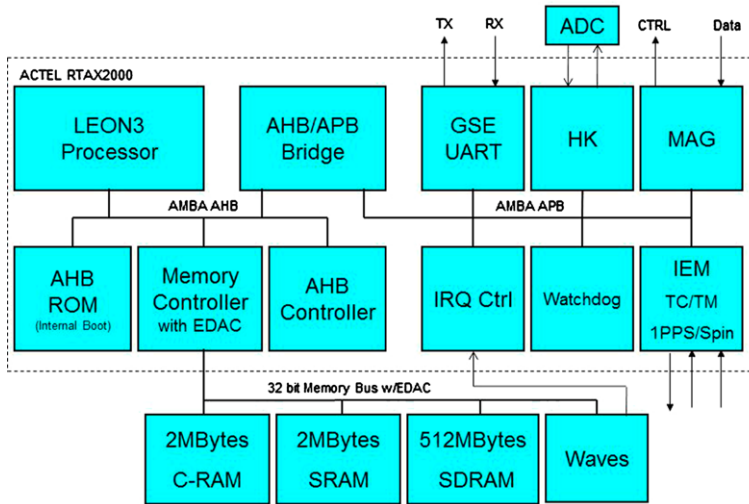 TX RX ADC CTRL Data
ACTEL RTAX2000
LEON3
Processor
AHB/APB
Bridge
GSE
UART
HK
MAG
AMBA AHB
AMBA APB
AHB
ROM
(Internal Boot)
Memory
Controller
with EDAC
AHB
Controller
IRQ Ctrl
Watchdog
IEM
TC/TM
1PPS/Spin
32 bit Memory Bus w/EDAC
2MBytes
C-RAM
2MBytes
SRAM
512MBytes
SDRAM
Waves